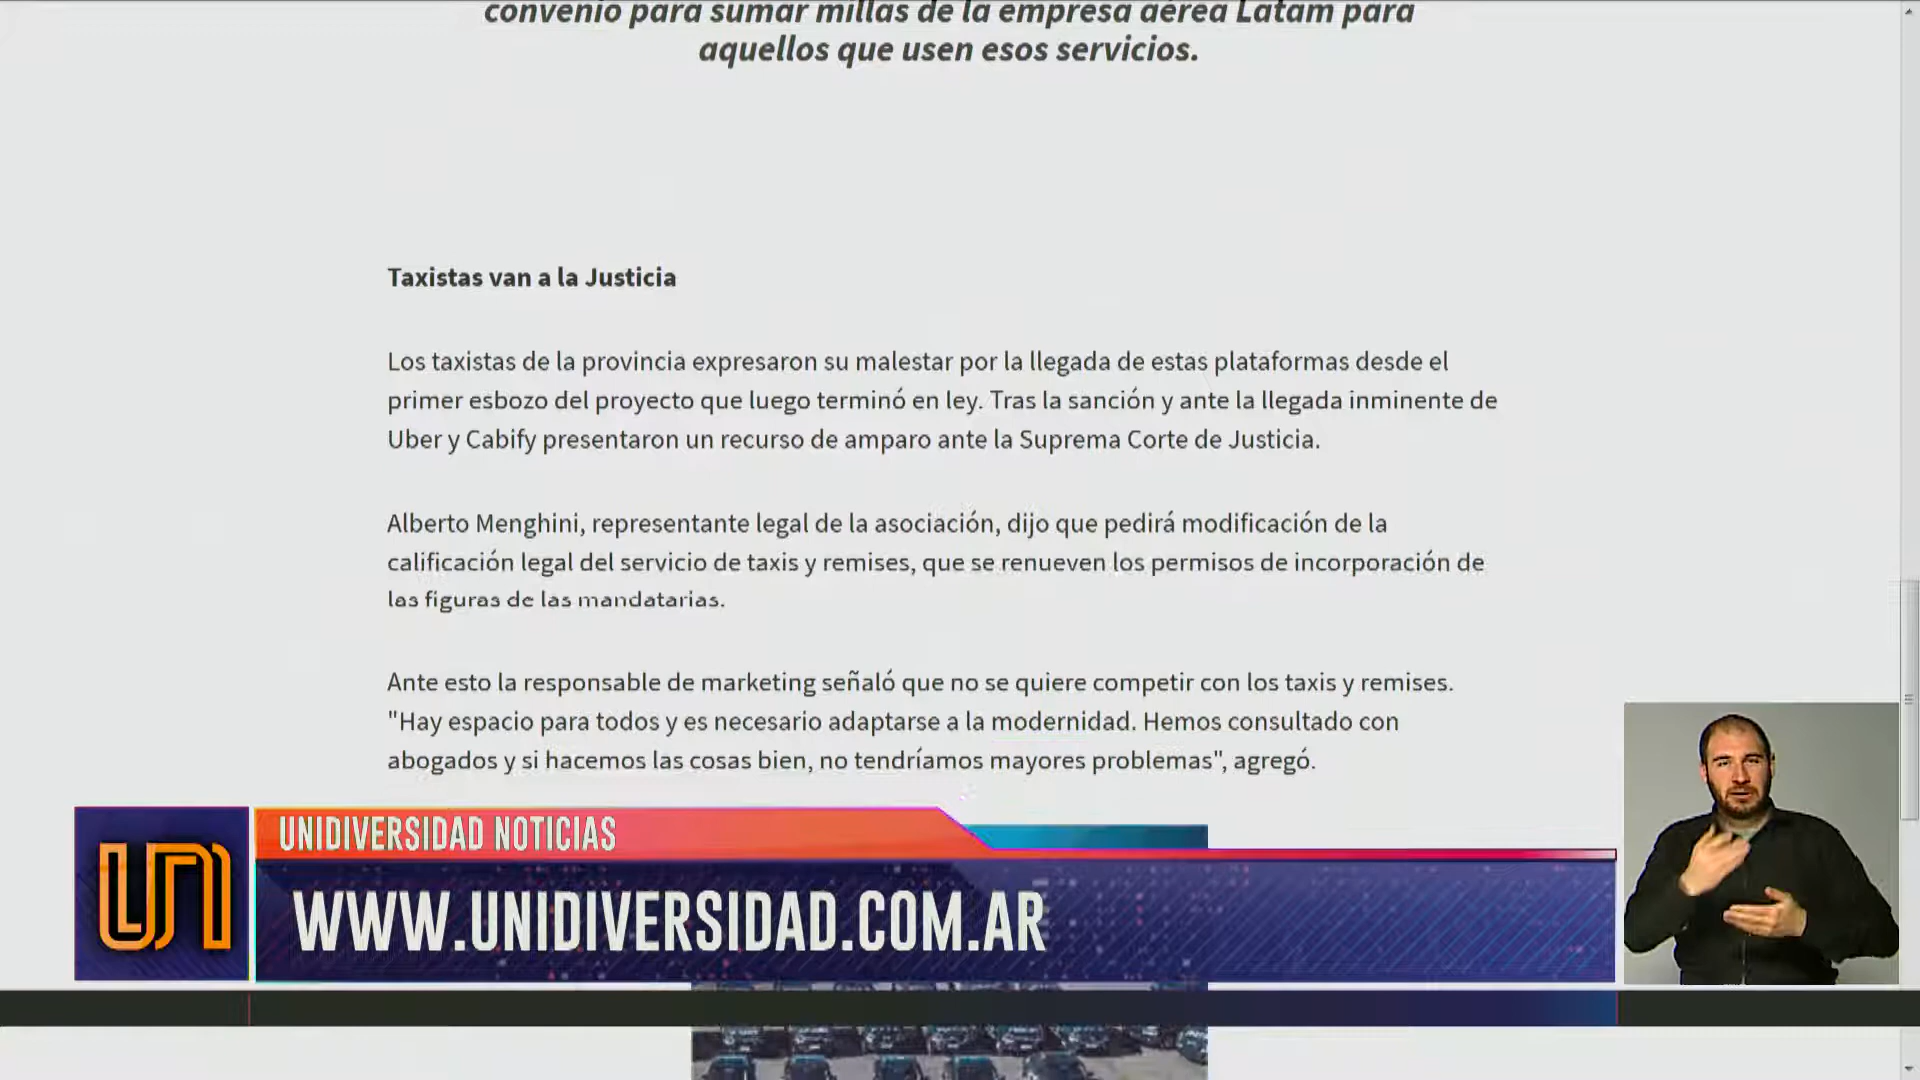 convenio para sumar millas de la empresa aérea Latam para
aquellos que usen esos servicios.
Taxistas van a la Justicia
Los taxistas de la provincia expresaron su malestar por la llegada de estas plataformas desde el
primer esbozo del proyecto que luego terminó en ley. Tras la sanción y ante la llegada inminente de
Uber y Cabify presentaron un recurso de amparo ante la Suprema Corte de Justicia.
Alberto Menghini, representante legal de la asociación, dijo que pedirá modificación de la
calificación legal del servicio de taxis y remises, que se renueven los permisos de incorporación de
las figuras de las mandatarias.
Ante esto la responsable de marketing señaló que no se quiere competir con los taxis y remises.
"Hay espacio para todos y es necesario adaptarse a la modernidad. Hemos consultado con
abogados y si hacemos las cosas bien, no tendríamos mayores problemas", agregó.
UNIDIVERSIDAD NOTICIAS
UN
WWW.UNIDIVERSIDAD.COM.AR